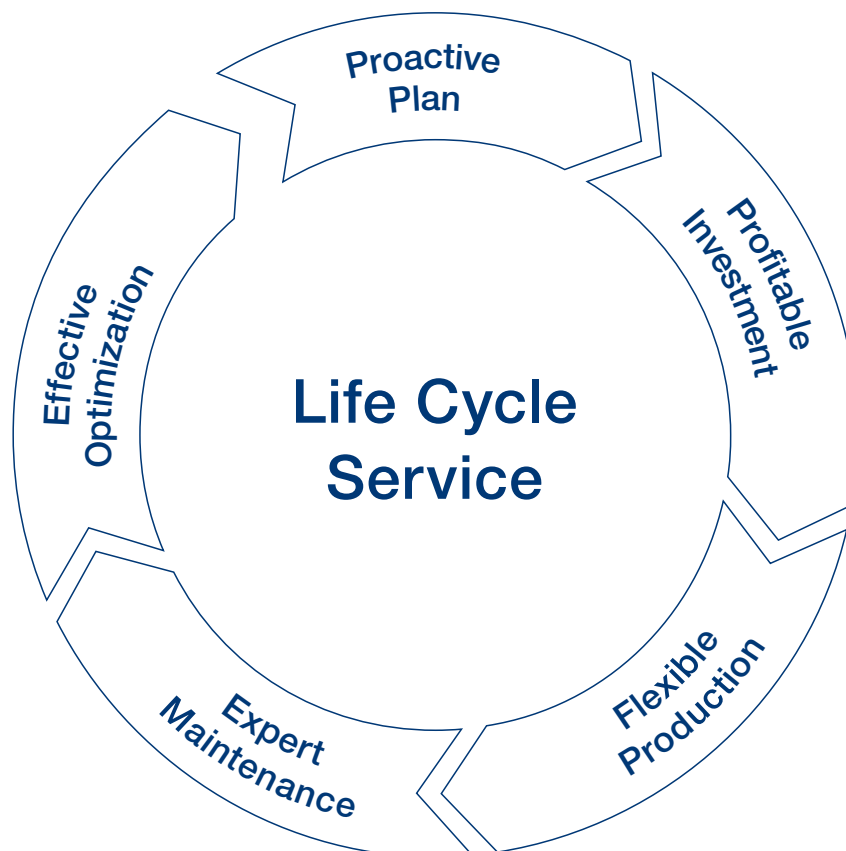 Proactive
Plan
Profitable
Investment
Flexible
Production
Expert
Maintenance
Effective
Optimization
Life Cycle
Service